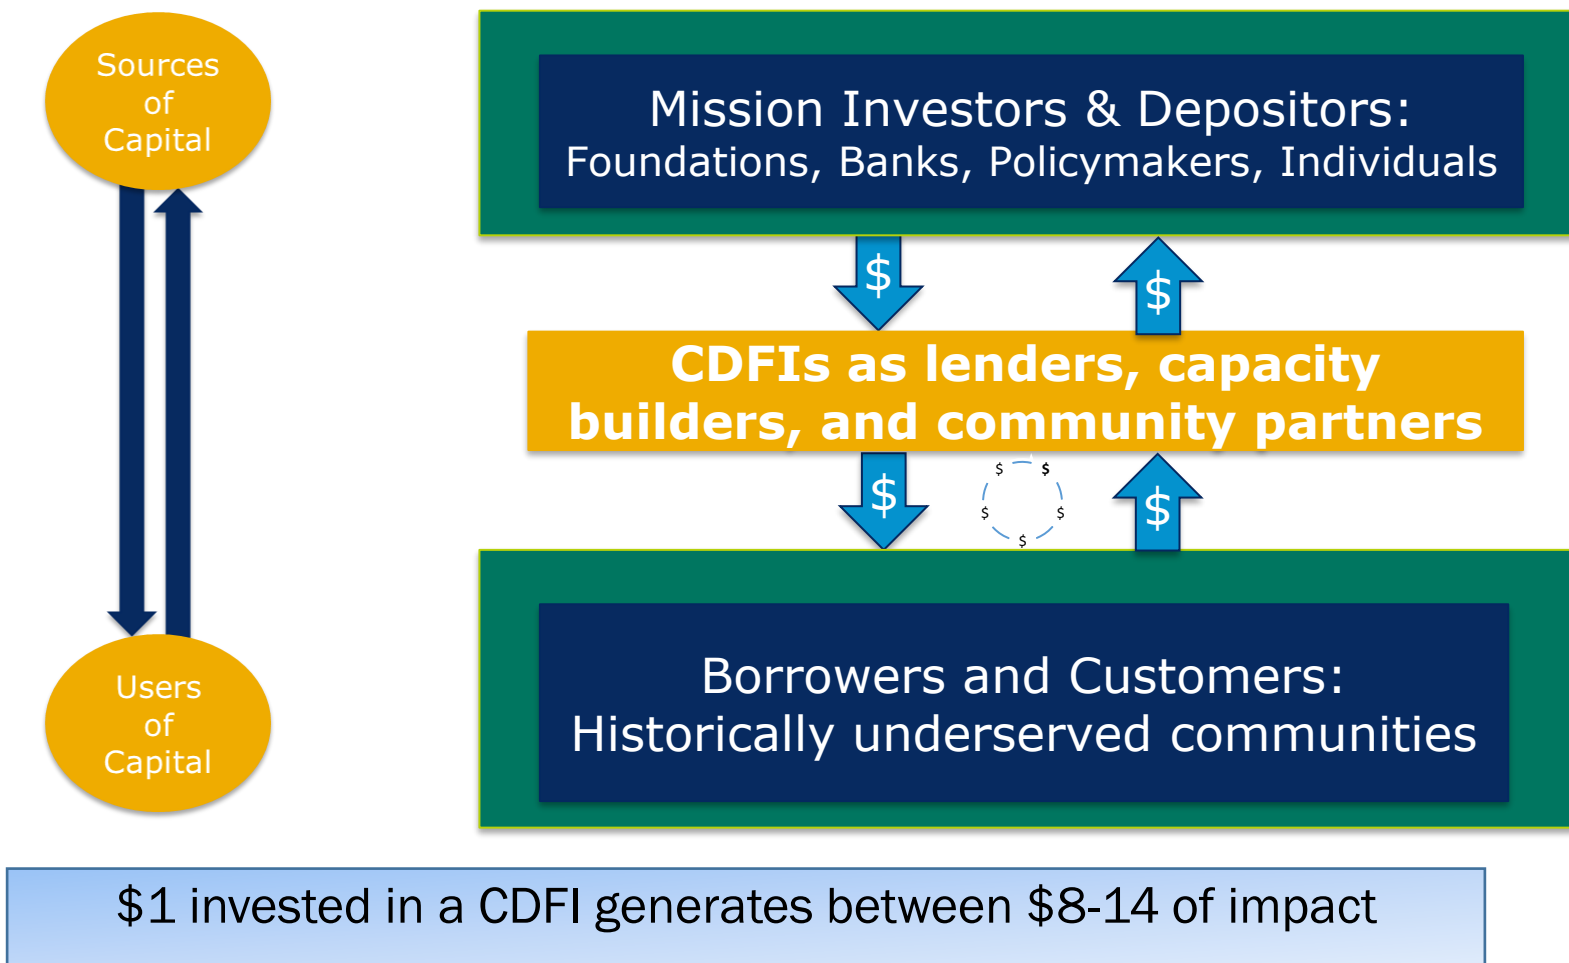 Sources
of
Capital
Mission Investors & Depositors:
Foundations, Banks, Policymakers, Individuals
$ $
CDFIs as lenders, capacity
builders, and community partners
$ $ $ $
$ $
$
Users
of
Capital
Borrowers and Customers:
Historically underserved communities
$1 invested in a CDFI generates between $8-14 of impact